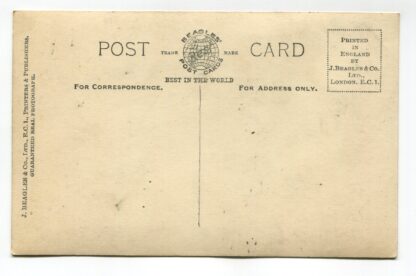 POST CARD
BEAGLES'
TRADE MARK
POST CARDS
BEST IN THE WORLD
FOR CORRESPONDENCE.
FOR ADDRESS ONLY.
PRINTED
IN
ENGLAND
BY
J. BEAGLES & CO.
LTD.,
LONDON. E.C.1.
J. BEAGLES & CO., LTD., E.C.1., PRINTERS & PUBLISHERS.
GUARANTEED REAL PHOTOGRAPH.